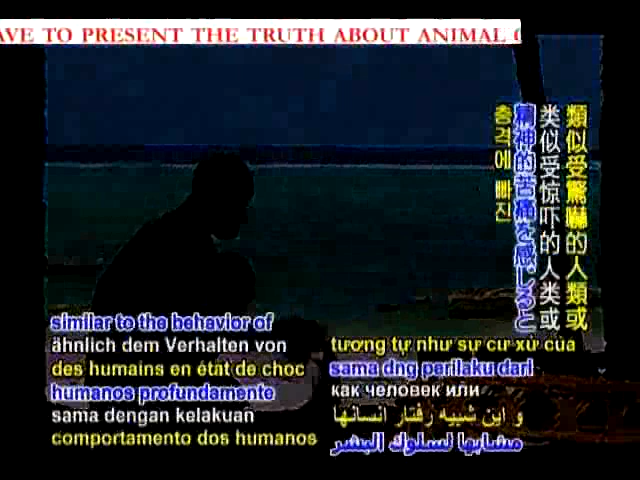 AVE TO PRESENT THE TRUTH ABOUT ANIMAL
類似受驚嚇的人類或
类似受惊吓的人类或
精神的苦痛を感じると
충격에 빠진
similar to the behavior of
ähnlich dem Verhalten von
des humains en état de choc
humanos profundamente
sama dengan kelakuan
comportamento dos humanos
tương tự như sự cư xử của
sama dng perilaku dari
как человек или
و این شبیه رفتار انسانها
مشابها لسلوك البشر